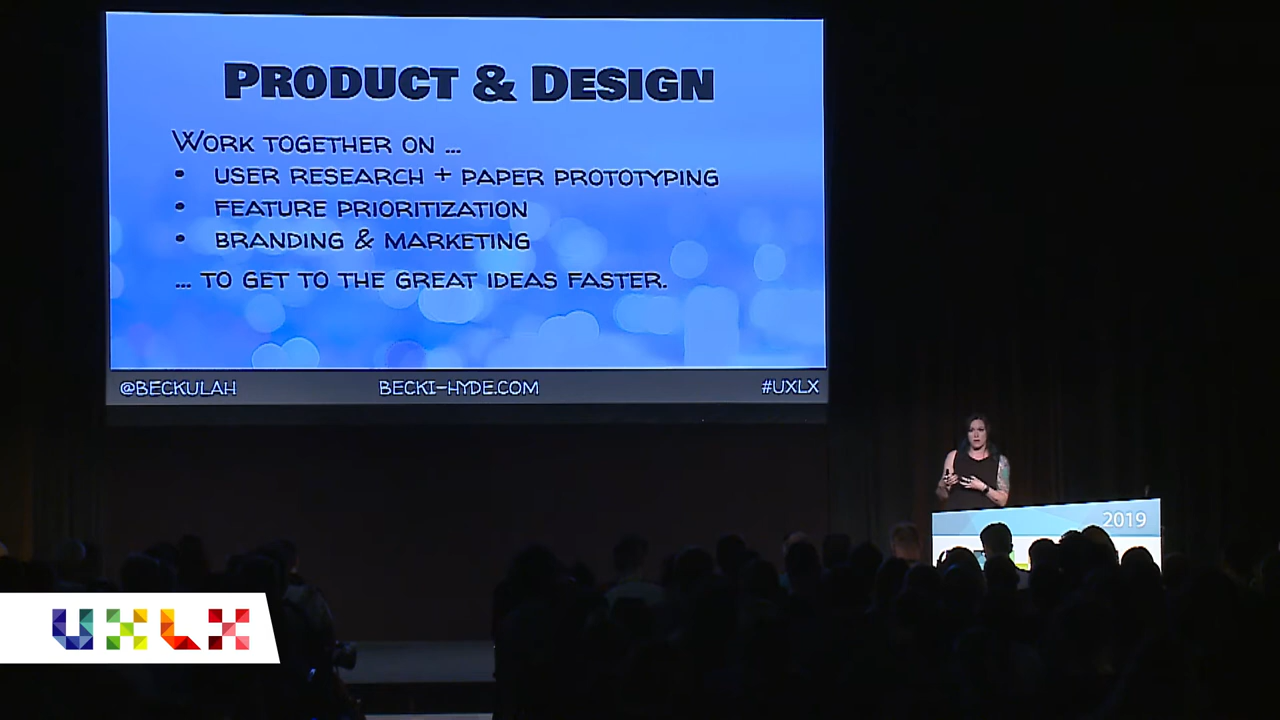 PRODUCT & DESIGN
WORK TOGETHER ON ...
• USER RESEARCH + PAPER PROTOTYPING
• FEATURE PRIORITIZATION
• BRANDING & MARKETING
... TO GET TO THE GREAT IDEAS FASTER.
@BECKULAH BECKI-HYDE.COM #UXLX
2019
UXLX